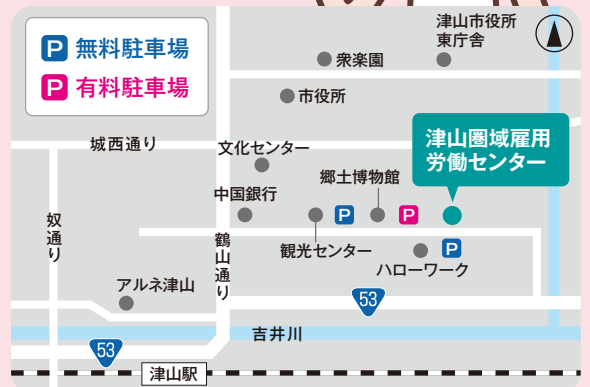 P 無料駐車場
P 有料駐車場
津山市役所
東庁舎
衆楽園
市役所
城西通り
文化センター
津山圏域雇用
労働センター
郷土博物館
中国銀行
P
P
奴通り
鶴山通り
観光センター
P
ハローワーク
アルネ津山
53
吉井川
53
津山駅